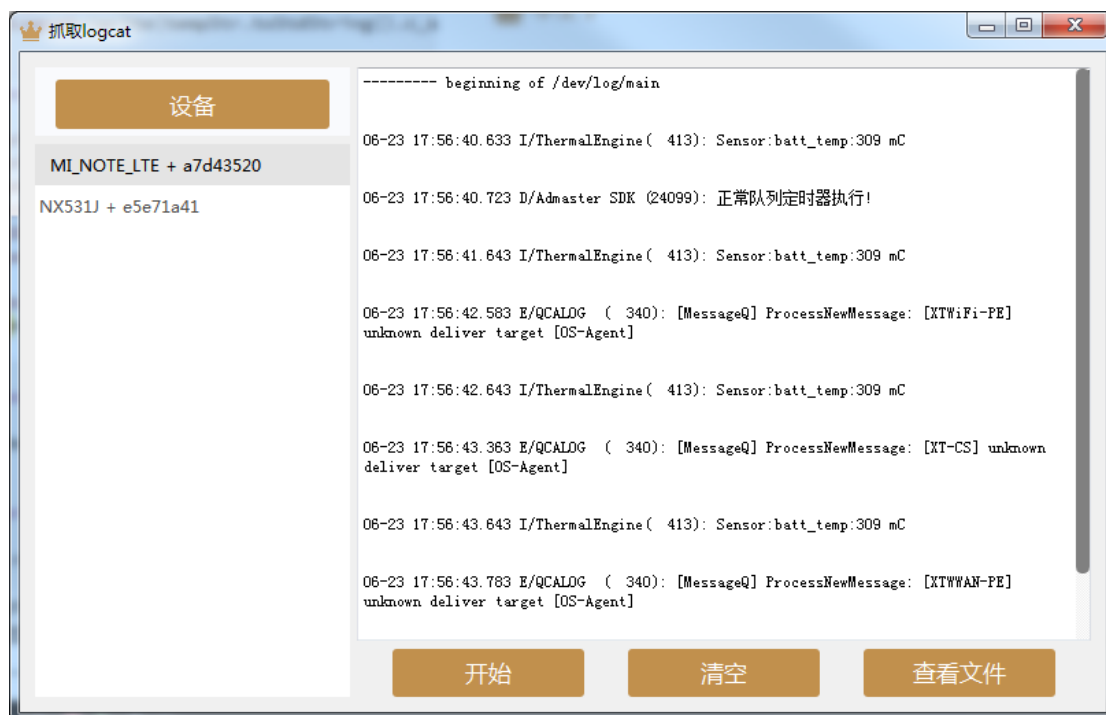 抓取logcat
设备
MI_NOTE_LTE + a7d43520
NX531J + e5e71a41
--------- beginning of /dev/log/main
06-23 17:56:40.633 I/ThermalEngine(  413): Sensor:batt_temp:309 mC
06-23 17:56:40.723 D/Admaster SDK (24099): 正常队列定时器执行!
06-23 17:56:41.643 I/ThermalEngine(  413): Sensor:batt_temp:309 mC
06-23 17:56:42.583 E/QCALOG  (  340): [MessageQ] ProcessNewMessage: [XTWiFi-PE]
unknown deliver target [OS-Agent]
06-23 17:56:42.643 I/ThermalEngine(  413): Sensor:batt_temp:309 mC
06-23 17:56:43.363 E/QCALOG  (  340): [MessageQ] ProcessNewMessage: [XT-CS] unknown
deliver target [OS-Agent]
06-23 17:56:43.643 I/ThermalEngine(  413): Sensor:batt_temp:309 mC
06-23 17:56:43.783 E/QCALOG  (  340): [MessageQ] ProcessNewMessage: [XTWWAN-PE]
unknown deliver target [OS-Agent]
开始
清空
查看文件